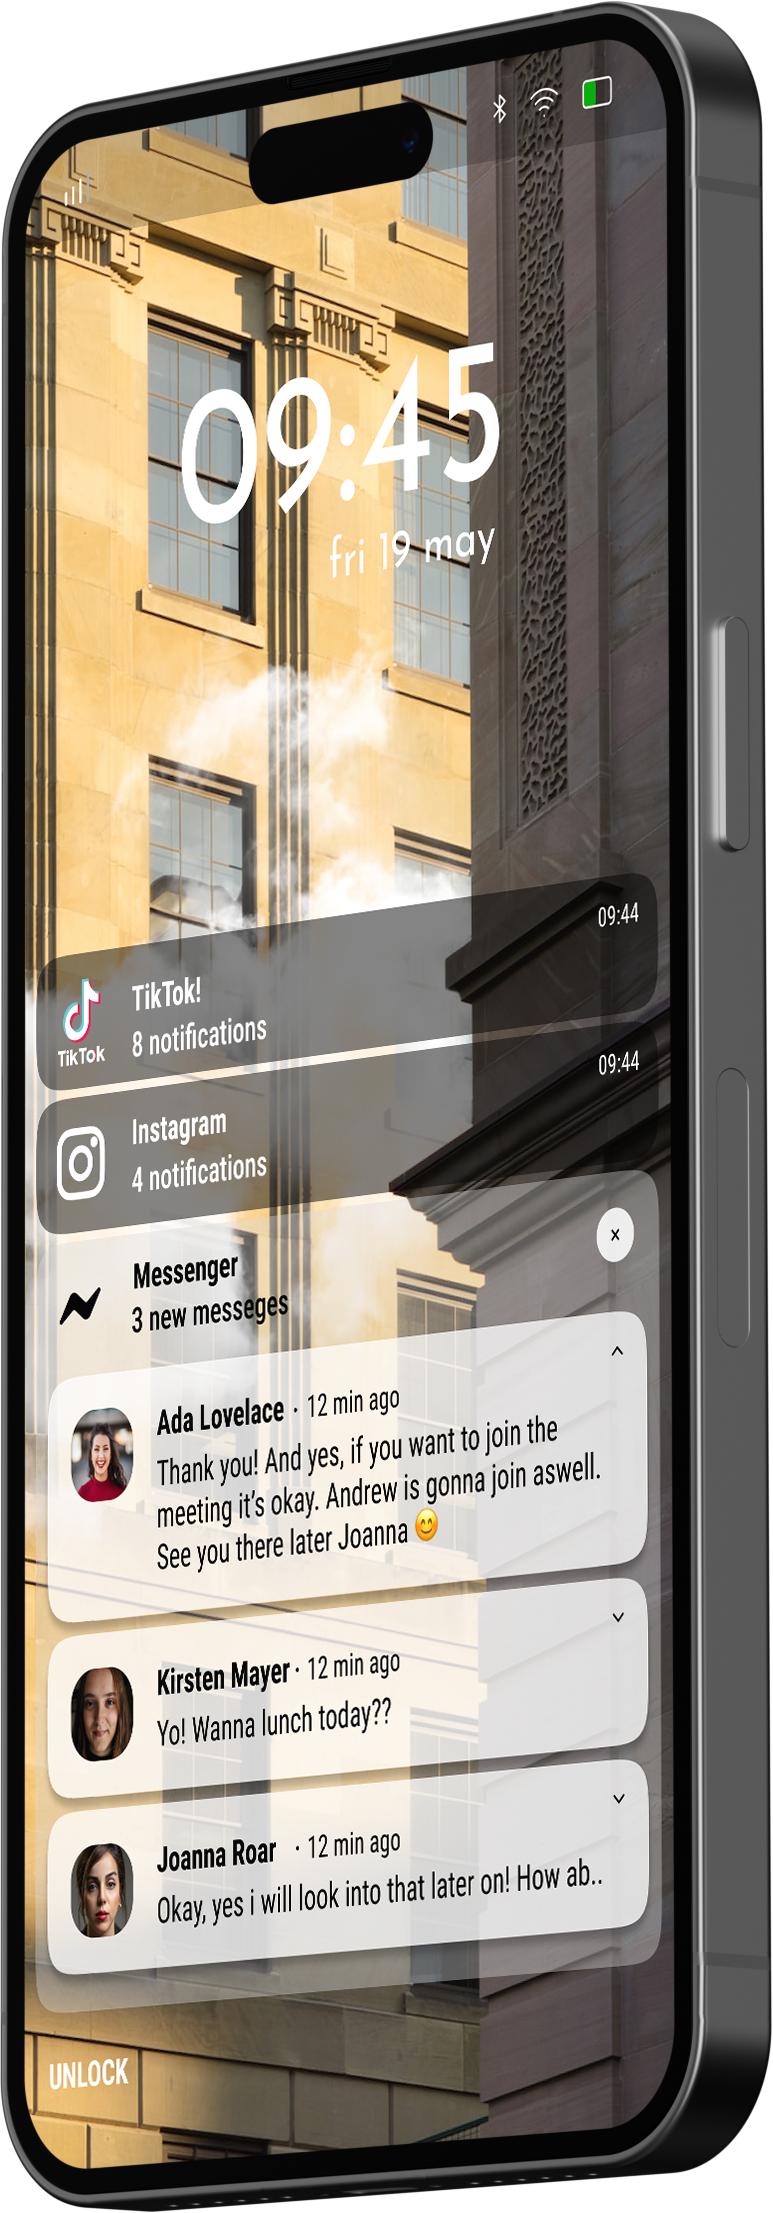 09:45
fri 19 may
09:44
TikTok!
8 notifications
TikTok
09:44
Instagram
4 notifications
×
Messenger
3 new messeges
Ada Lovelace · 12 min ago
Thank you! And yes, if you want to join the
meeting it's okay. Andrew is gonna join aswell.
See you there later Joanna 😊
Kirsten Mayer · 12 min ago
Yo! Wanna lunch today??
Joanna Roar · 12 min ago
Okay, yes i will look into that later on! How ab..
UNLOCK